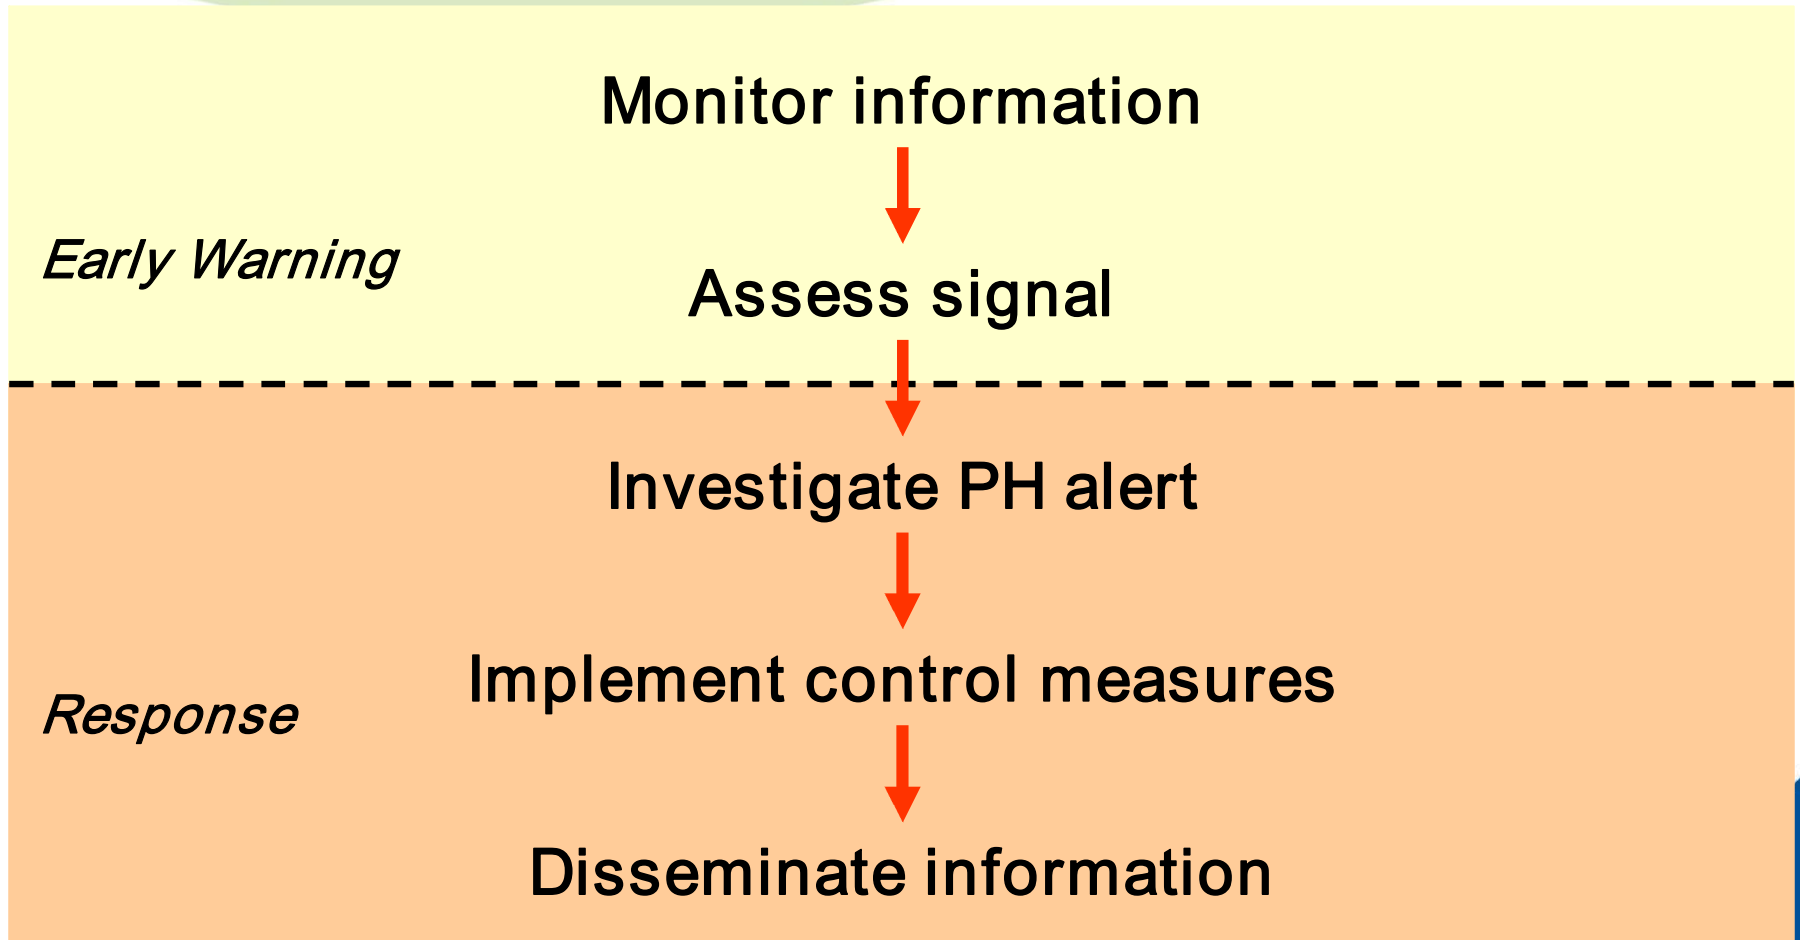 Monitor information
Early Warning
Assess signal
Investigate PH alert
Implement control measures
Response
Disseminate information